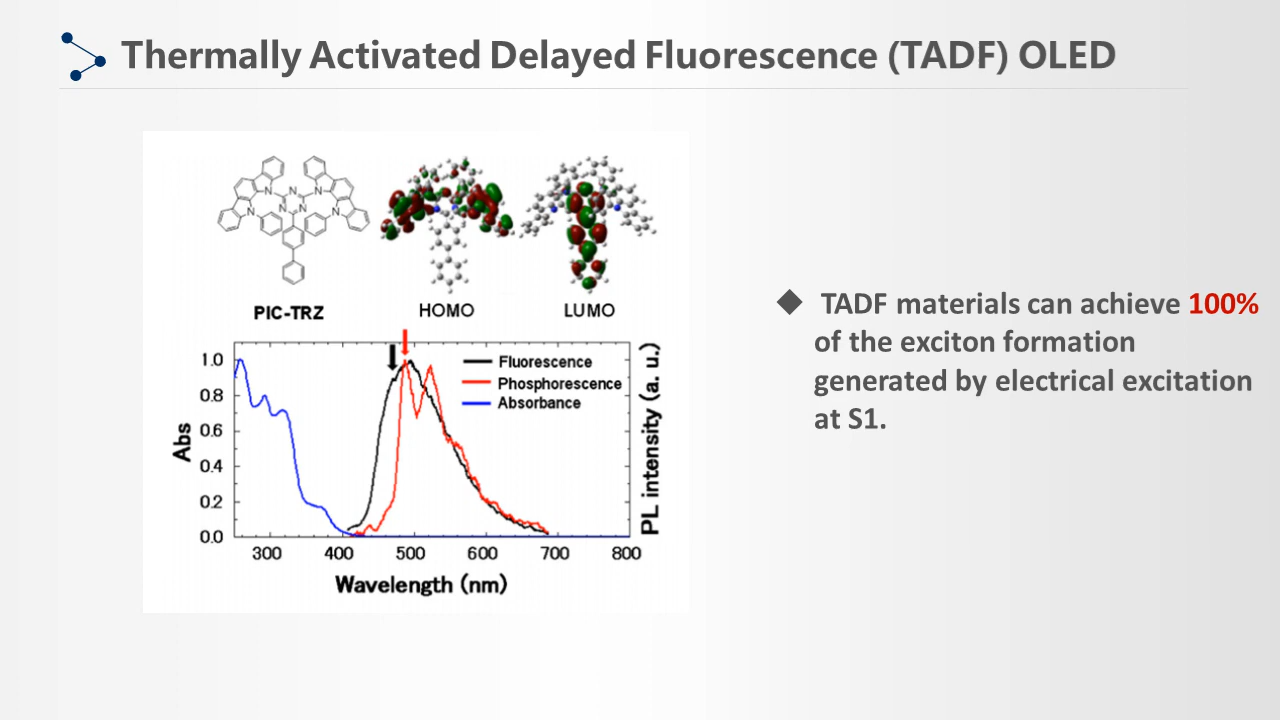 Thermally Activated Delayed Fluorescence (TADF) OLED
N N N N N N N
PIC-TRZ
HOMO
LUMO
Fluorescence
Phosphorescence
Absorbance
1.0
0.8
0.6
0.4
0.2
0.0
Abs
PL intensity (a. u.)
300 400 500 600 700 800
Wavelength (nm)
TADF materials can achieve 100%
of the exciton formation
generated by electrical excitation
at S1.